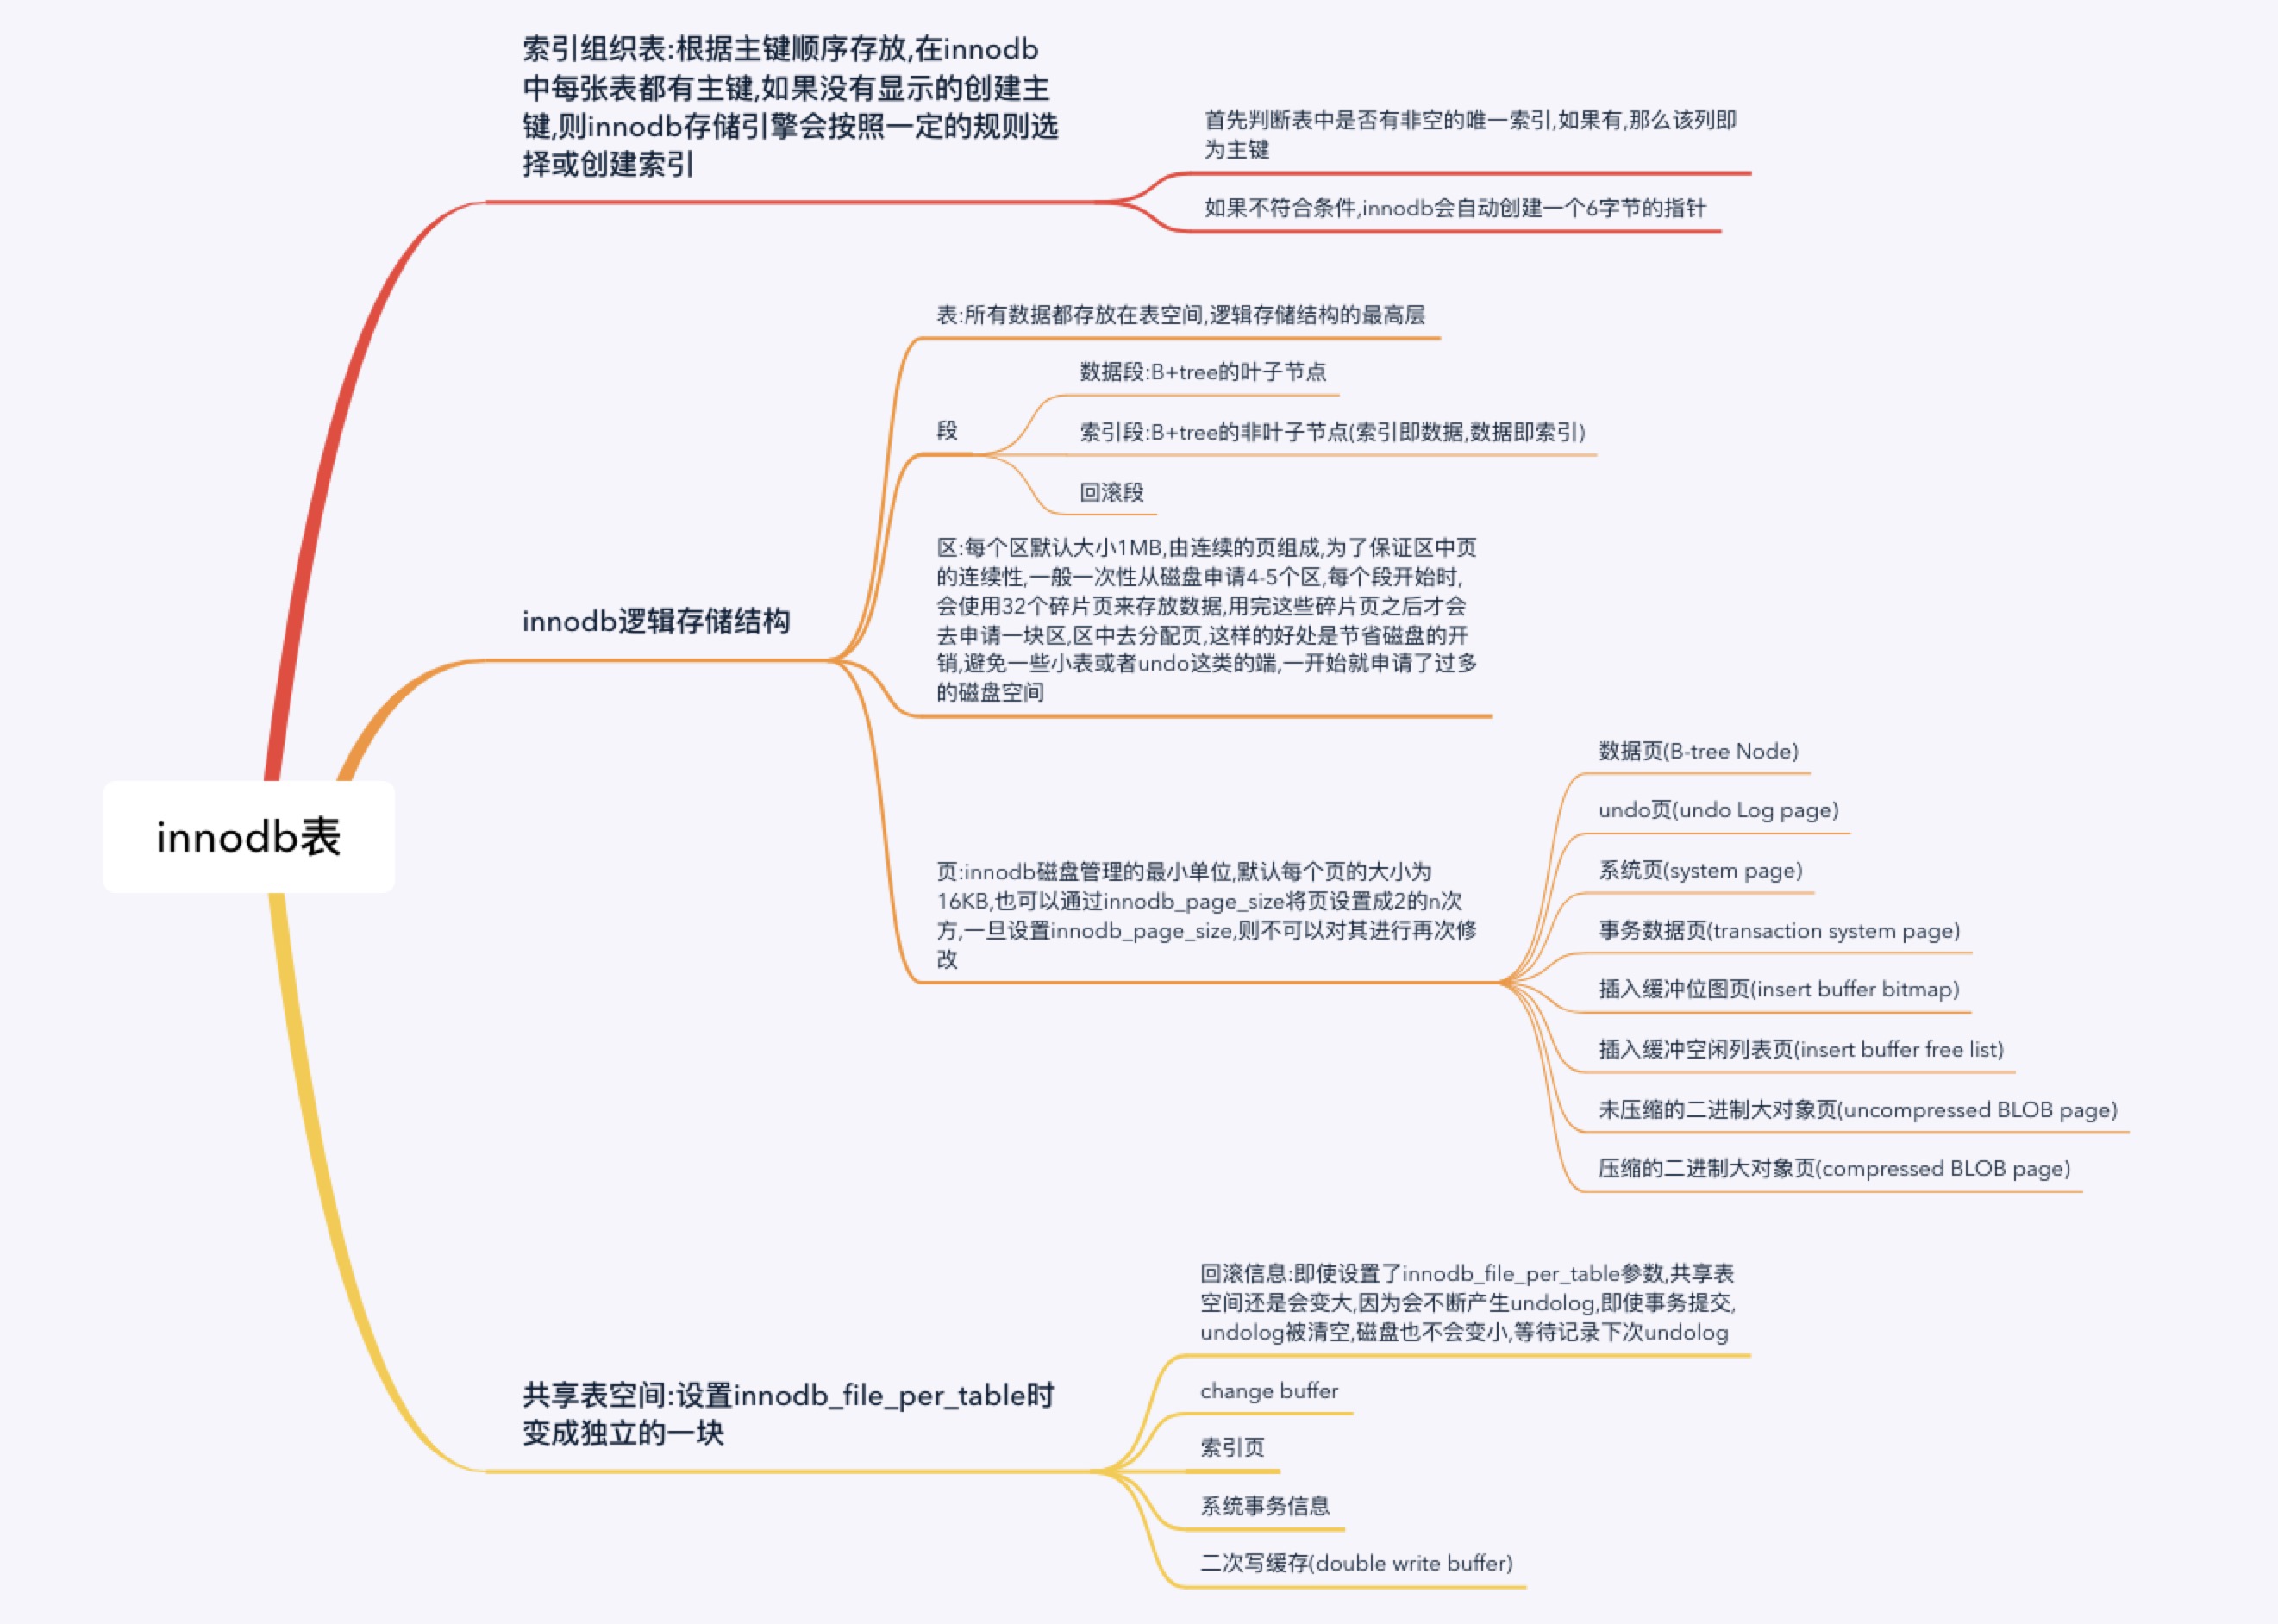 索引组织表:根据主键顺序存放,在innodb
中每张表都有主键,如果没有显示的创建主
键,则innodb存储引擎会按照一定的规则选
择或创建索引
首先判断表中是否有非空的唯一索引,如果有,那么该列即
为主键
如果不符合条件,innodb会自动创建一个6字节的指针
innodb表
innodb逻辑存储结构
表:所有数据都存放在表空间,逻辑存储结构的最高层
段
数据段:B+tree的叶子节点
索引段:B+tree的非叶子节点(索引即数据,数据即索引)
回滚段
区:每个区默认大小1MB,由连续的页组成,为了保证区中页
的连续性,一般一次性从磁盘申请4-5个区,每个段开始时,
会使用32个碎片页来存放数据,用完这些碎片页之后才会
去申请一块区,区中去分配页,这样的好处是节省磁盘的开
销,避免一些小表或者undo这类的端,一开始就申请了过多
的磁盘空间
页:innodb磁盘管理的最小单位,默认每个页的大小为
16KB,也可以通过innodb_page_size将页设置成2的n次
方,一旦设置innodb_page_size,则不可以对其进行再次修
改
数据页(B-tree Node)
undo页(undo Log page)
系统页(system page)
事务数据页(transaction system page)
插入缓冲位图页(insert buffer bitmap)
插入缓冲空闲列表页(insert buffer free list)
未压缩的二进制大对象页(uncompressed BLOB page)
压缩的二进制大对象页(compressed BLOB page)
共享表空间:设置innodb_file_per_table时
变成独立的一块
回滚信息:即使设置了innodb_file_per_table参数,共享表
空间还是会变大,因为会不断产生undolog,即使事务提交,
undolog被清空,磁盘也不会变小,等待记录下次undolog
change buffer
索引页
系统事务信息
二次写缓存(double write buffer)